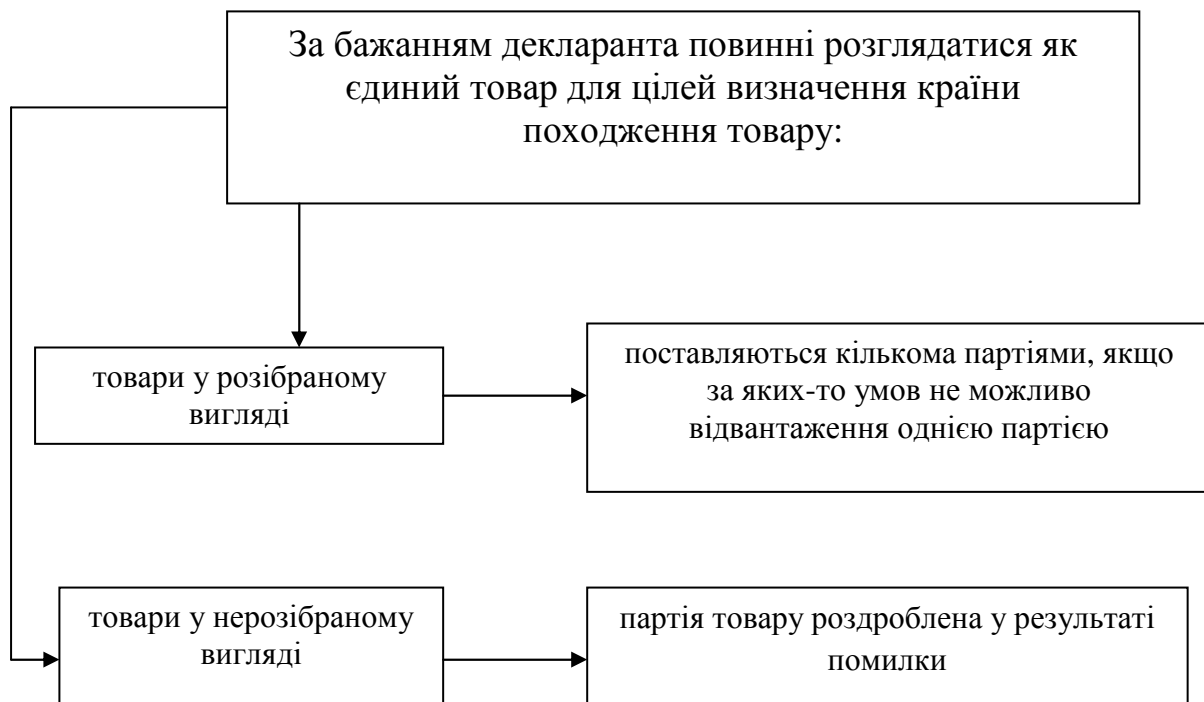 За бажанням декларанта повинні розглядатися як
єдиний товар для цілей визначення країни
походження товару:
товари у розібраному
вигляді
поставляються кількома партіями, якщо
за яких-то умов не можливо
відвантаження однією партією
товари у нерозібраному
вигляді
партія товару роздроблена у результаті
помилки